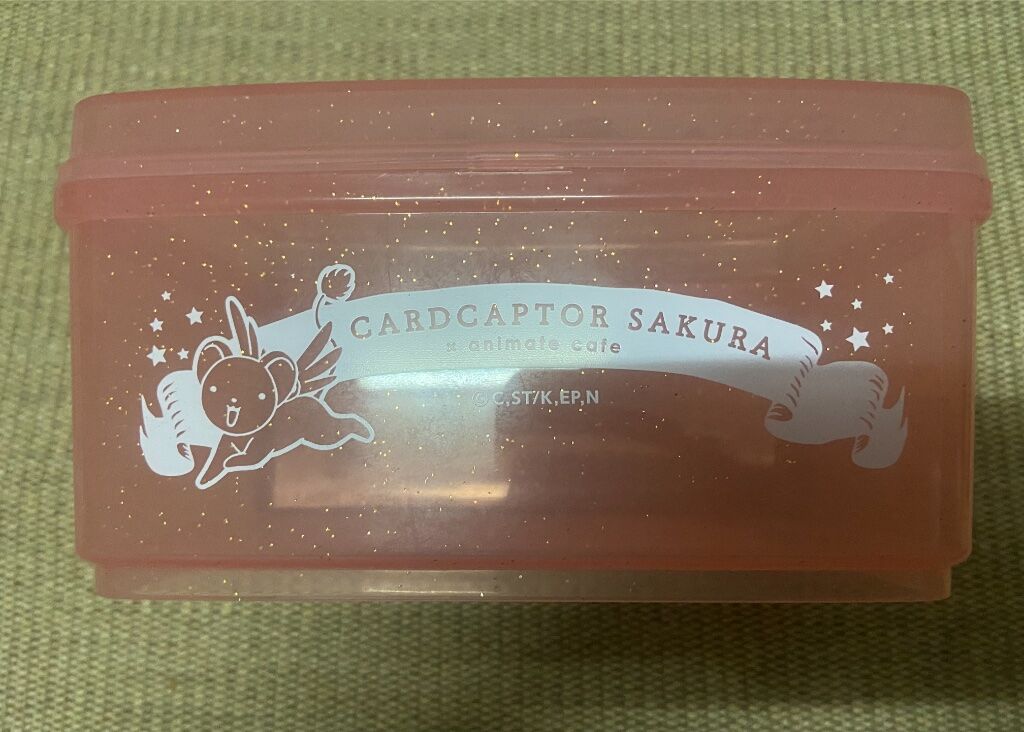 CARDCAPTOR SAKURA
× animate cafe
©C,ST/K,EP,N